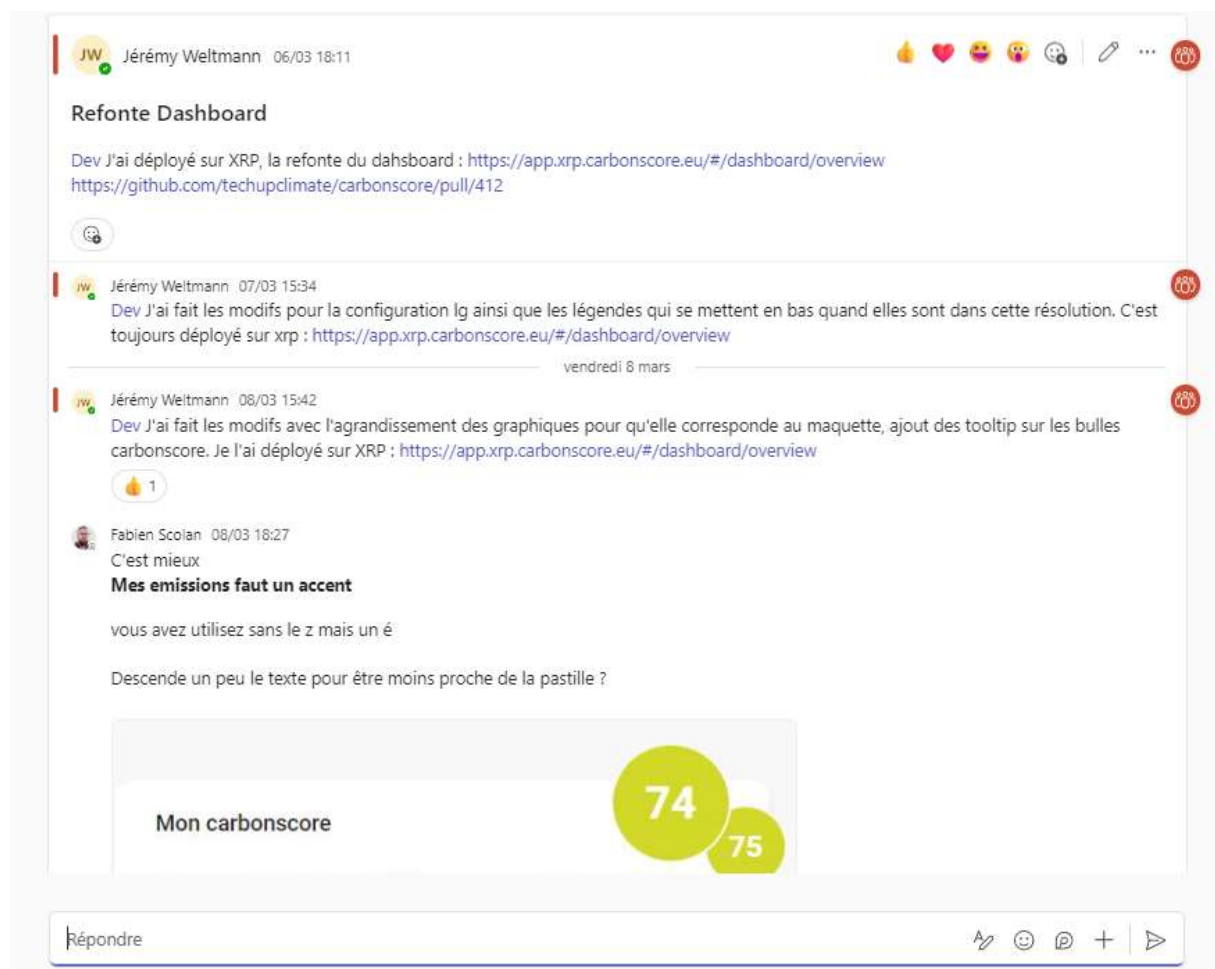 JW Jérémy Weltmann 06/03 18:11
Refonte Dashboard
Dev J'ai déployé sur XRP, la refonte du dahsboard : https://app.xrp.carbonscore.eu/#/dashboard/overview
https://github.com/techupclimate/carbonscore/pull/412
JW Jérémy Weltmann 07/03 15:34
Dev J'ai fait les modifs pour la configuration lg ainsi que les légendes qui se mettent en bas quand elles sont dans cette résolution. C'est
toujours déployé sur xrp : https://app.xrp.carbonscore.eu/#/dashboard/overview
vendredi 8 mars
JW Jérémy Weltmann 08/03 15:42
Dev J'ai fait les modifs avec l'agrandissement des graphiques pour qu'elle corresponde au maquette, ajout des tooltip sur les bulles
carbonscore. Je l'ai déployé sur XRP : https://app.xrp.carbonscore.eu/#/dashboard/overview
1
Fabien Scolan 08/03 18:27
C'est mieux
Mes emissions faut un accent
vous avez utilisez sans le z mais un é
Descende un peu le texte pour être moins proche de la pastille ?
74
Mon carbonscore
75
Répondre